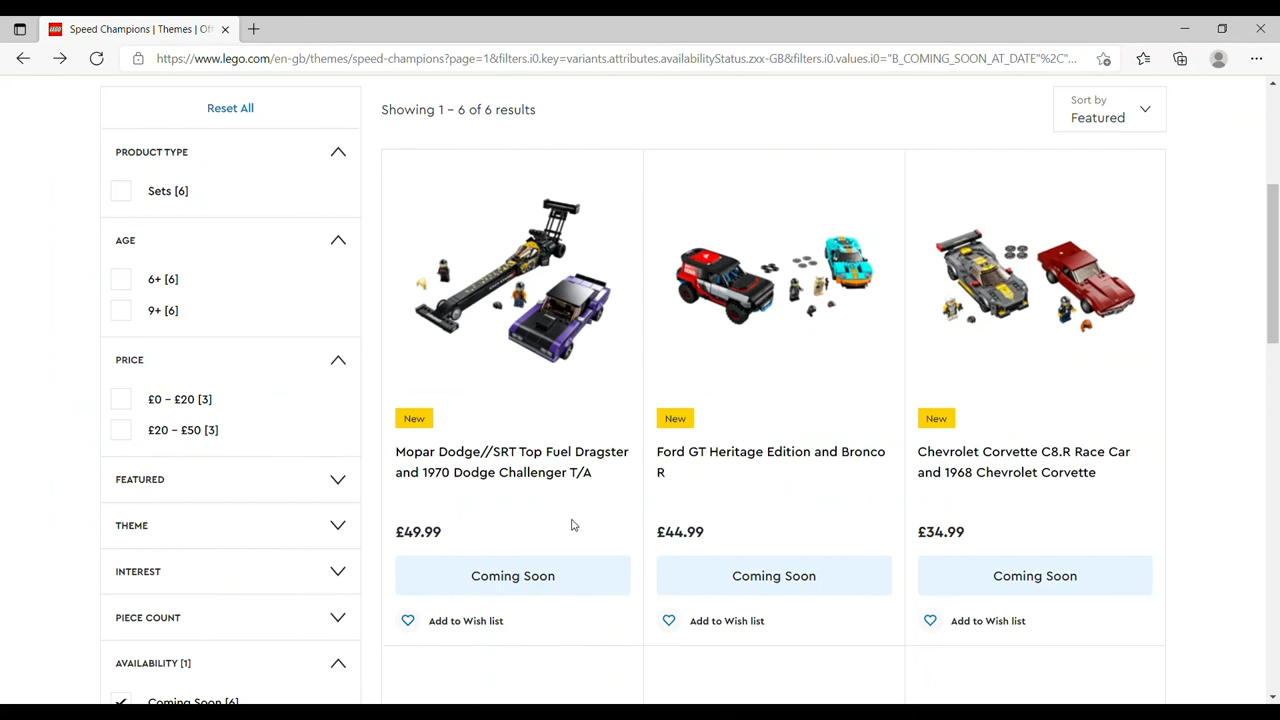 Speed Champions | Themes | Of
https://www.lego.com/en-gb/themes/speed-champions?page=1&filters.i0.key=variants.attributes.availabilityStatus.zxx-GB&filters.i0.values.i0="B_COMING_SOON_AT_DATE"%2C"...
Reset All
Showing 1 - 6 of 6 results
Sort by
Featured
PRODUCT TYPE
Sets [6]
AGE
6+ [6]
9+ [6]
PRICE
£0 - £20 [3]
£20 - £50 [3]
FEATURED
THEME
INTEREST
PIECE COUNT
AVAILABILITY [1]
Coming Soon [6]
New
Mopar Dodge//SRT Top Fuel Dragster
and 1970 Dodge Challenger T/A
£49.99
Coming Soon
Add to Wish list
New
Ford GT Heritage Edition and Bronco
R
£44.99
Coming Soon
Add to Wish list
New
Chevrolet Corvette C8.R Race Car
and 1968 Chevrolet Corvette
£34.99
Coming Soon
Add to Wish list